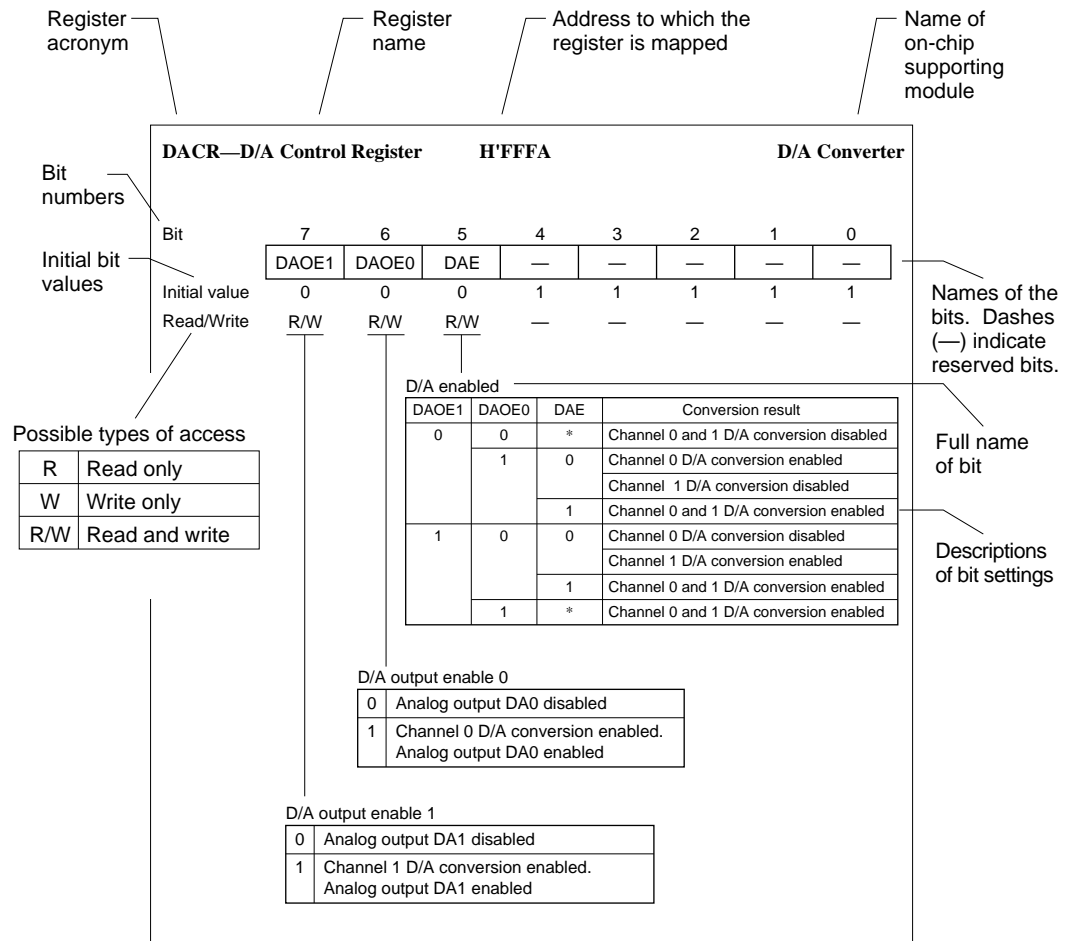 Register acronym
Register name
Address to which the register is mapped
Name of on-chip supporting module
DACR—D/A Control Register H'FFFA D/A Converter
Bit numbers
Bit 7 6 5 4 3 2 1 0
Initial bit values
DAOE1 DAOE0 DAE — — — — —
Initial value 0 0 0 1 1 1 1 1
Read/Write R/W R/W R/W — — — — —
Names of the bits. Dashes (—) indicate reserved bits.
Possible types of access
R Read only
W Write only
R/W Read and write
D/A enabled
DAOE1 DAOE0 DAE Conversion result
0 0 * Channel 0 and 1 D/A conversion disabled
1 0 Channel 0 D/A conversion enabled
Channel 1 D/A conversion disabled
1 Channel 0 and 1 D/A conversion enabled
1 0 0 Channel 0 D/A conversion disabled
Channel 1 D/A conversion enabled
1 Channel 0 and 1 D/A conversion enabled
1 * Channel 0 and 1 D/A conversion enabled
Full name of bit
Descriptions of bit settings
D/A output enable 0
0 Analog output DA0 disabled
1 Channel 0 D/A conversion enabled.
Analog output DA0 enabled
D/A output enable 1
0 Analog output DA1 disabled
1 Channel 1 D/A conversion enabled.
Analog output DA1 enabled